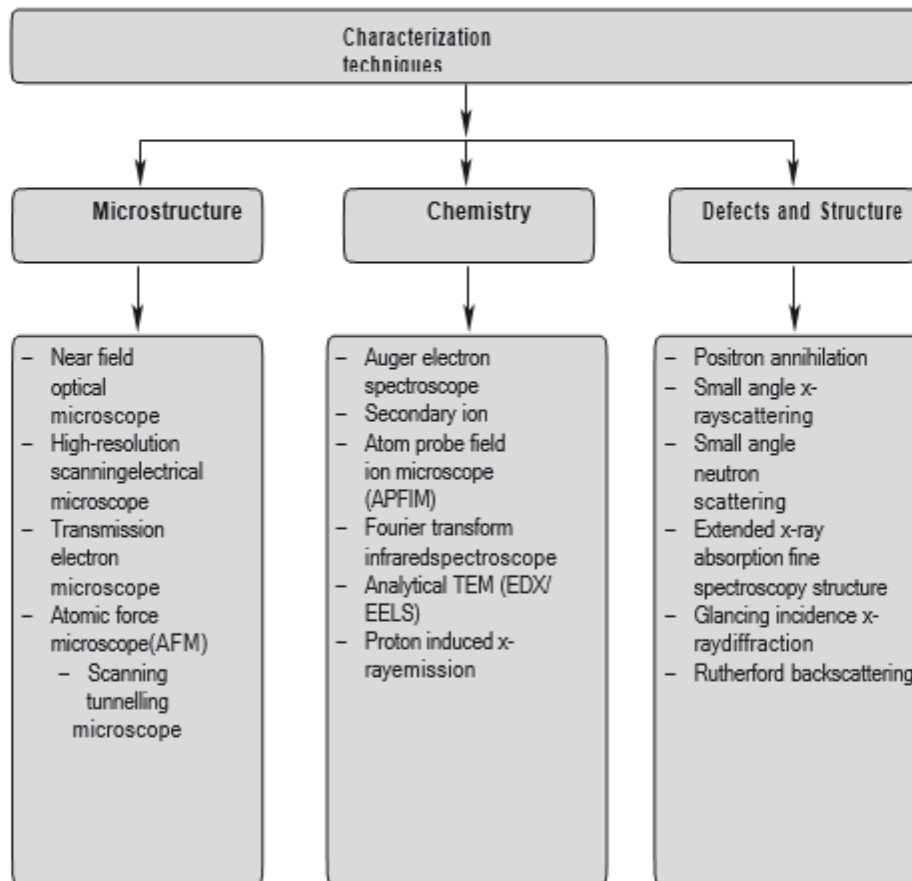 Characterization
techniques
Microstructure
Chemistry
Defects and Structure
– Near field
optical
microscope
– High-resolution
scanningelectrical
microscope
– Transmission
electron
microscope
– Atomic force
microscope(AFM)
– Scanning
tunnelling
microscope
– Auger electron
spectroscope
– Secondary ion
– Atom probe field
ion microscope
(APFIM)
– Fourier transform
infraredspectroscope
– Analytical TEM (EDX/
EELS)
– Proton induced x-
rayemission
– Positron annihilation
– Small angle x-
rayscattering
– Small angle
neutron
scattering
– Extended x-ray
absorption fine
spectroscopy structure
– Glancing incidence x-
raydiffraction
– Rutherford backscattering